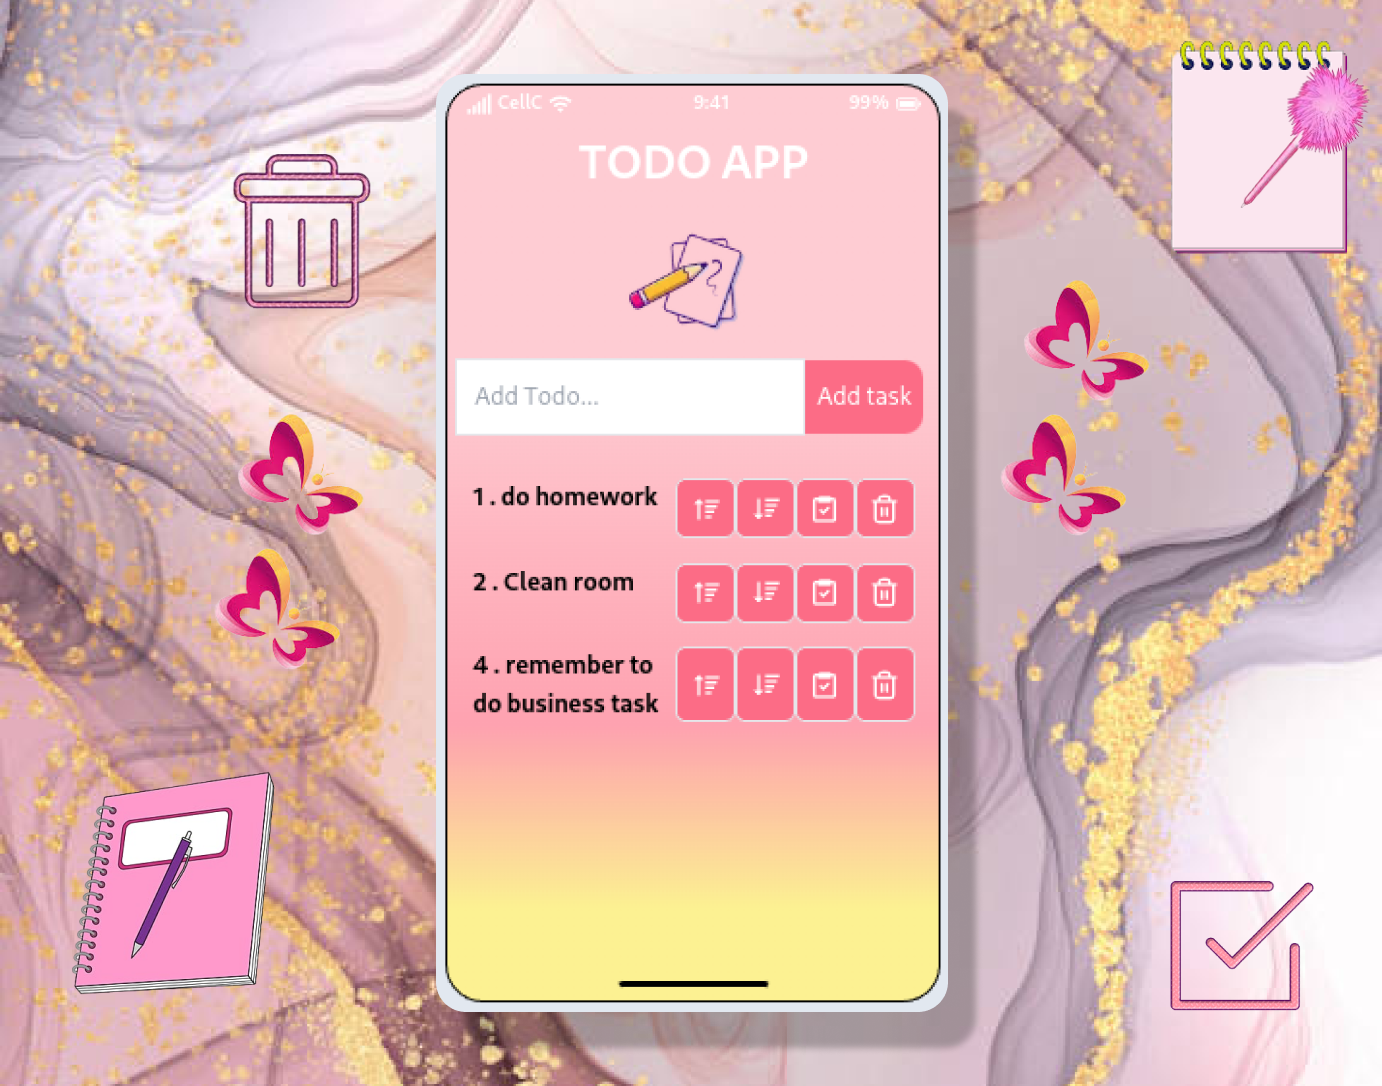 CellC 9:41 99%
TODO APP
Add Todo... Add task
1 . do homework
2 . Clean room
4 . remember to
do business task